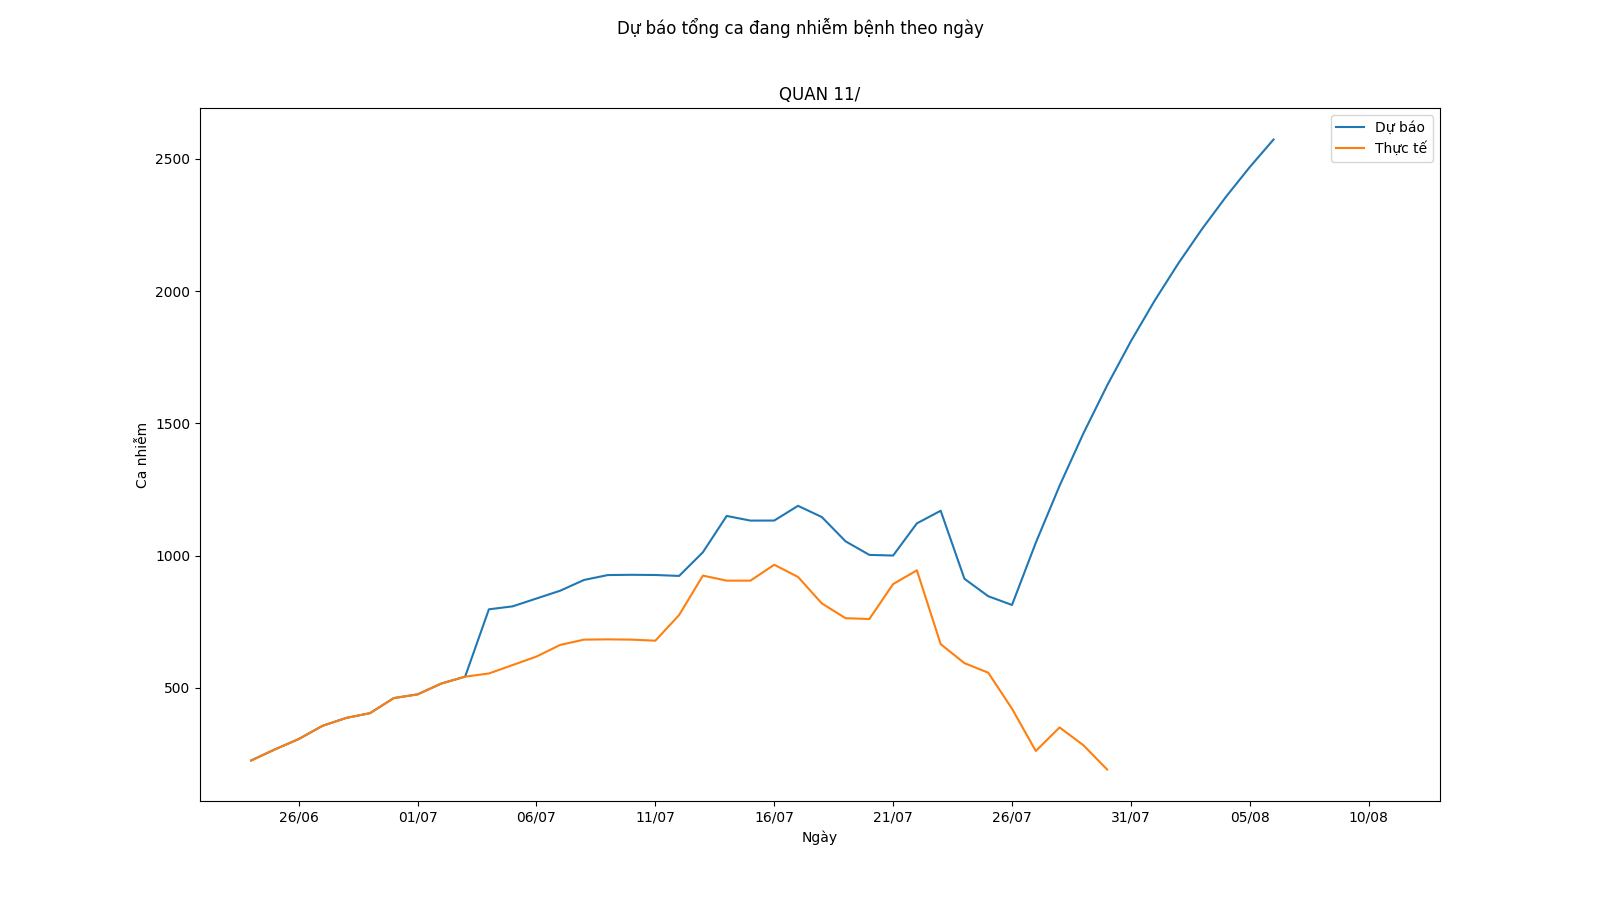 Dự báo tổng ca đang nhiễm bệnh theo ngày
QUAN 11/
Dự báo
Thực tế
2500
2000
1500
1000
500
Ca nhiễm
26/06 01/07 06/07 11/07 16/07 21/07 26/07 31/07 05/08 10/08
Ngày